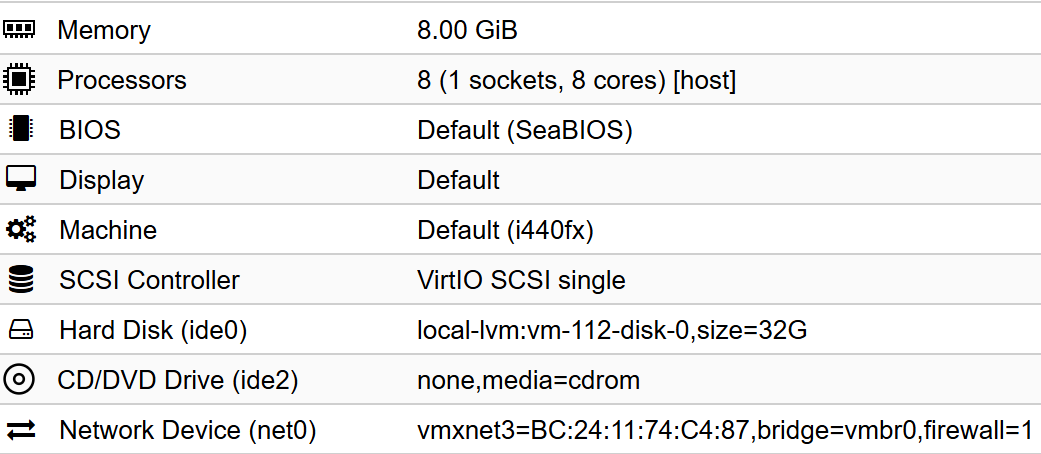 Memory 8.00 GiB
Processors 8 (1 sockets, 8 cores) [host]
BIOS Default (SeaBIOS)
Display Default
Machine Default (i440fx)
SCSI Controller VirtIO SCSI single
Hard Disk (ide0) local-lvm:vm-112-disk-0,size=32G
CD/DVD Drive (ide2) none,media=cdrom
Network Device (net0) vmxnet3=BC:24:11:74:C4:87,bridge=vmbr0,firewall=1